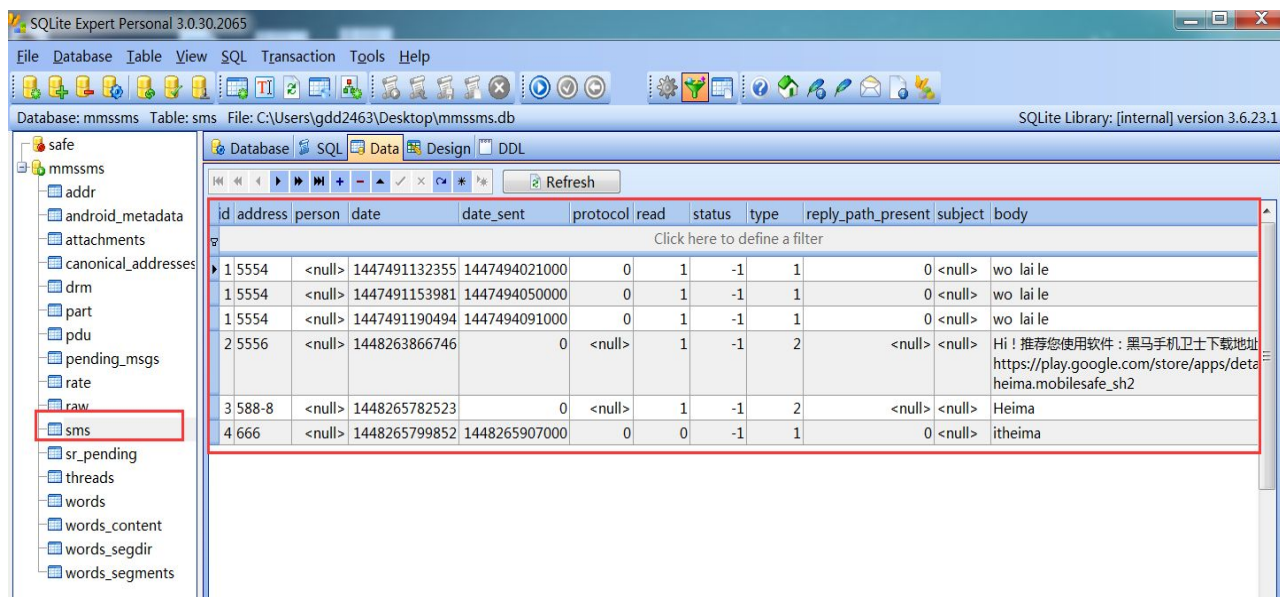 SQLite Expert Personal 3.0.30.2065
File Database Table View SQL Transaction Tools Help
Database: mmssms Table: sms File: C:\Users\gdd2463\Desktop\mmssms.db SQLite Library: [internal] version 3.6.23.1
safe
mmssms
addr
android_metadata
attachments
canonical_addresses
drm
part
pdu
pending_msgs
rate
raw
sms
sr_pending
threads
words
words_content
words_segdir
words_segments
Database SQL Data Design DDL
Refresh
id address person date date_sent protocol read status type reply_path_present subject body
Click here to define a filter
1 5554 <null> 1447491132355 1447494021000 0 1 -1 1 0 <null> wo lai le
1 5554 <null> 1447491153981 1447494050000 0 1 -1 1 0 <null> wo lai le
1 5554 <null> 1447491190494 1447494091000 0 1 -1 1 0 <null> wo lai le
2 5556 <null> 1448263866746 0 <null> 1 -1 2 <null> <null> Hi！推荐您使用软件：黑马手机卫士下载地址
https://play.google.com/store/apps/deta
heima.mobilesafe_sh2
3 588-8 <null> 1448265782523 0 <null> 1 -1 2 <null> <null> Heima
4 666 <null> 1448265799852 1448265907000 0 0 -1 1 0 <null> itheima